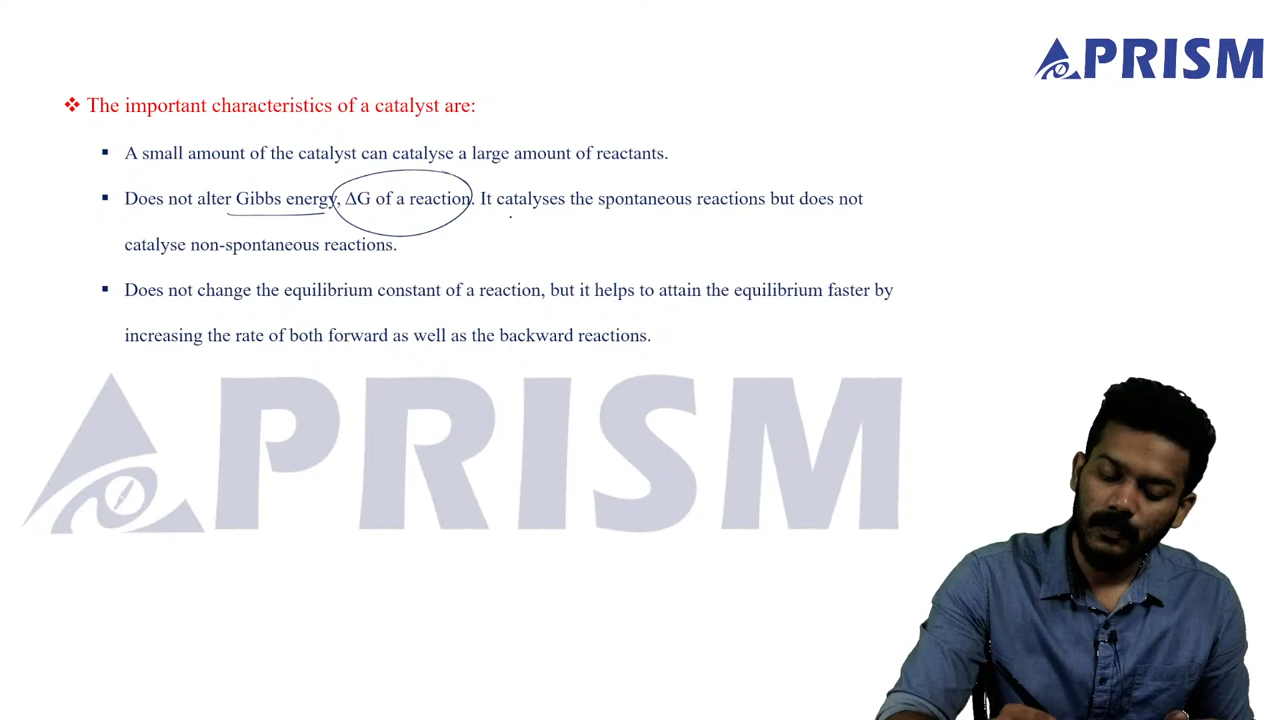 PRISM
❖ The important characteristics of a catalyst are:
▪ A small amount of the catalyst can catalyse a large amount of reactants.
▪ Does not alter Gibbs energy, ΔG of a reaction. It catalyses the spontaneous reactions but does not
catalyse non-spontaneous reactions.
▪ Does not change the equilibrium constant of a reaction, but it helps to attain the equilibrium faster by
increasing the rate of both forward as well as the backward reactions.
PRISM